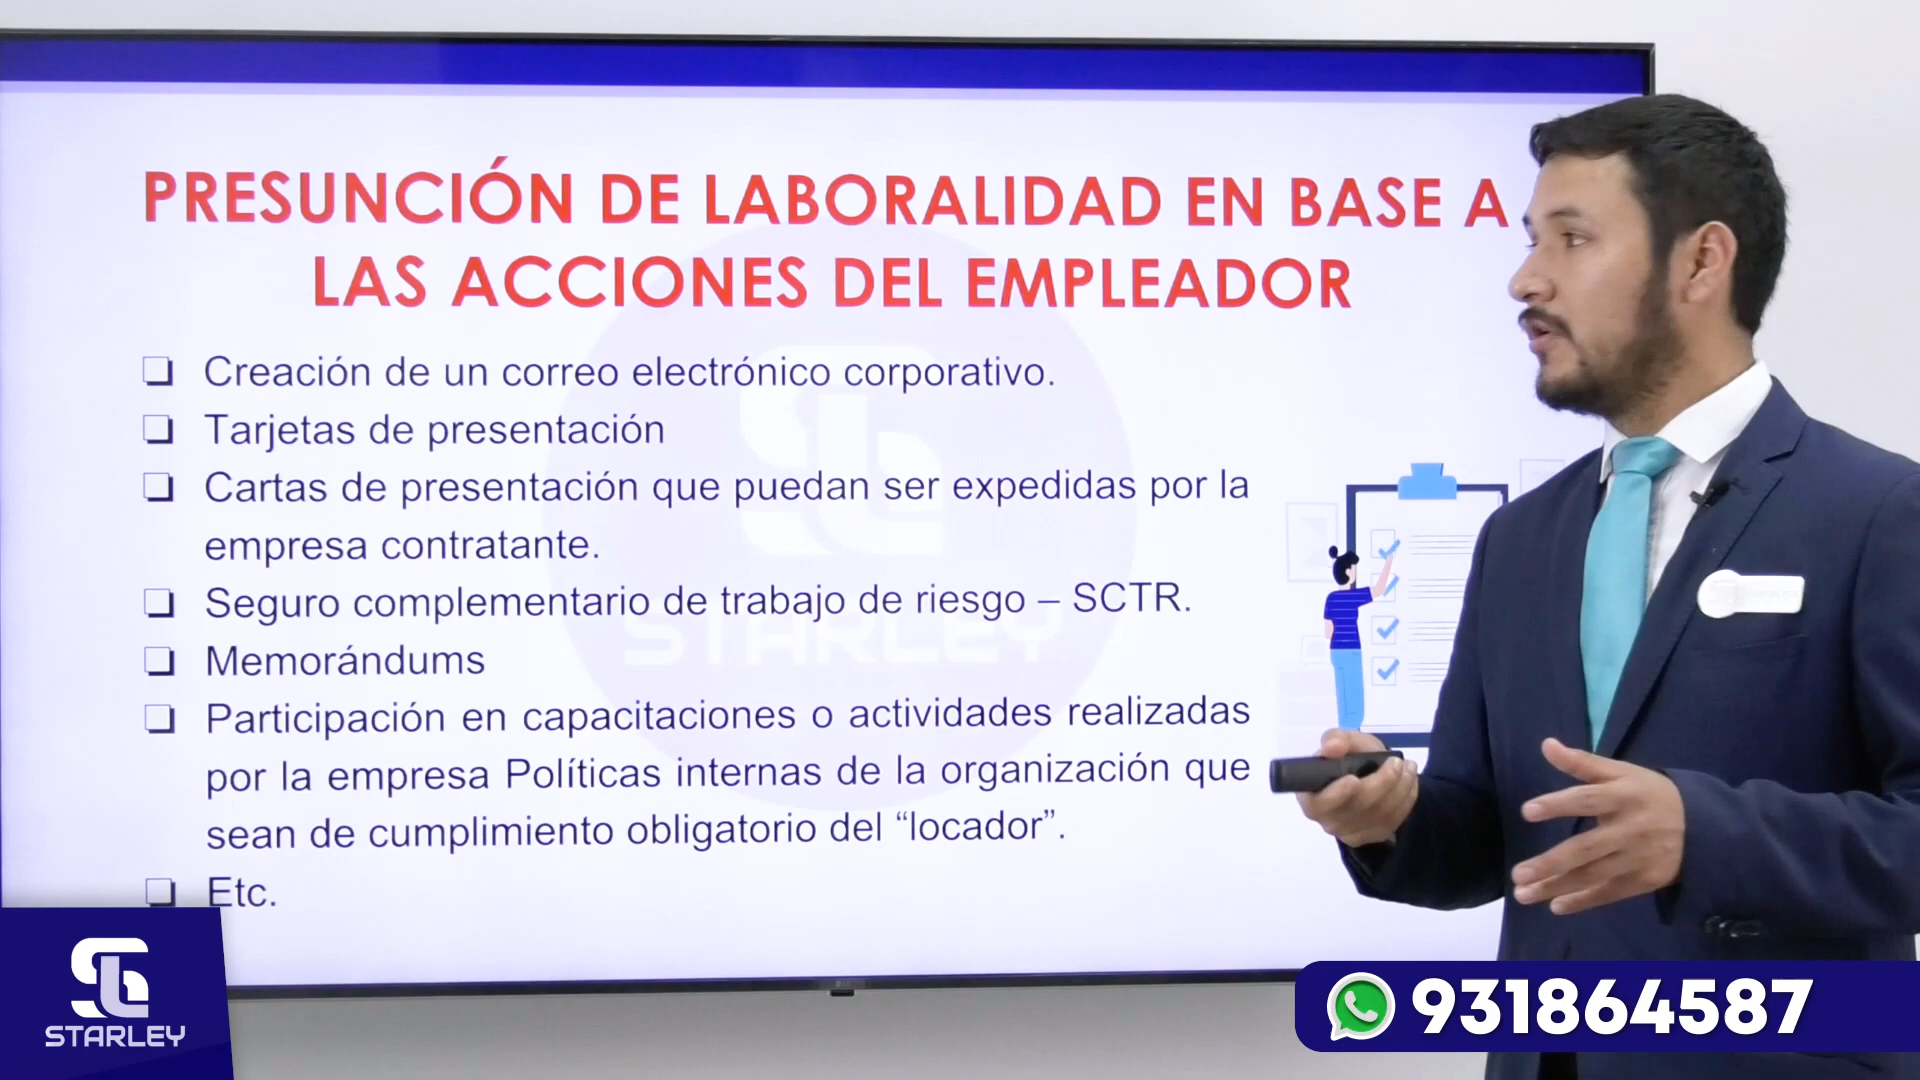 PRESUNCIÓN DE LABORALIDAD EN BASE A
LAS ACCIONES DEL EMPLEADOR
❑ Creación de un correo electrónico corporativo.
❑ Tarjetas de presentación
❑ Cartas de presentación que puedan ser expedidas por la
empresa contratante.
❑ Seguro complementario de trabajo de riesgo – SCTR.
❑ Memorándums
❑ Participación en capacitaciones o actividades realizadas
por la empresa Políticas internas de la organización que
sean de cumplimiento obligatorio del “locador”.
❑ Etc.
STARLEY
STARLEY
931864587